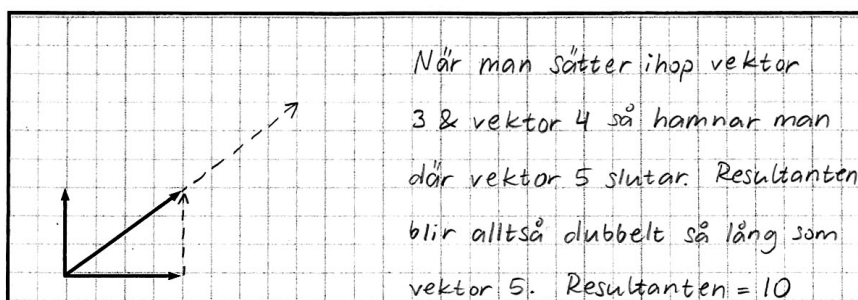 När man sätter ihop vektor
3 & vektor 4 så hamnar man
där vektor 5 slutar. Resultanten
blir alltså dubbelt så lång som
vektor 5. Resultanten = 10